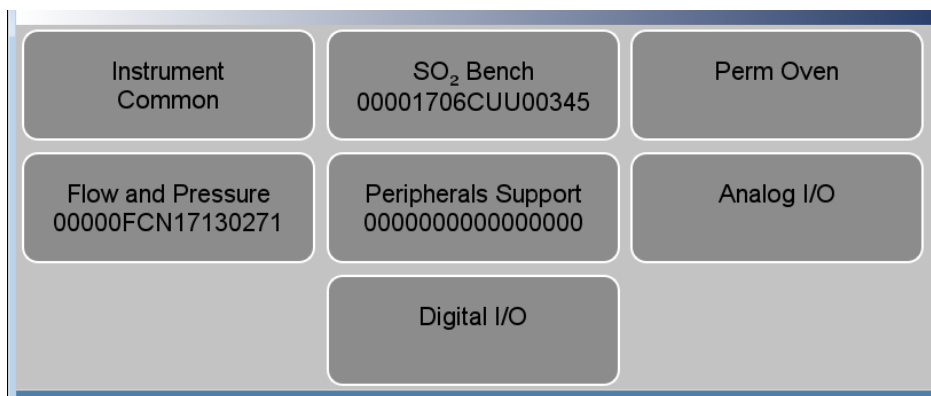 Instrument
Common
SO₂ Bench
00001706CUU00345
Perm Oven
Flow and Pressure
00000FCN17130271
Peripherals Support
0000000000000000
Analog I/O
Digital I/O